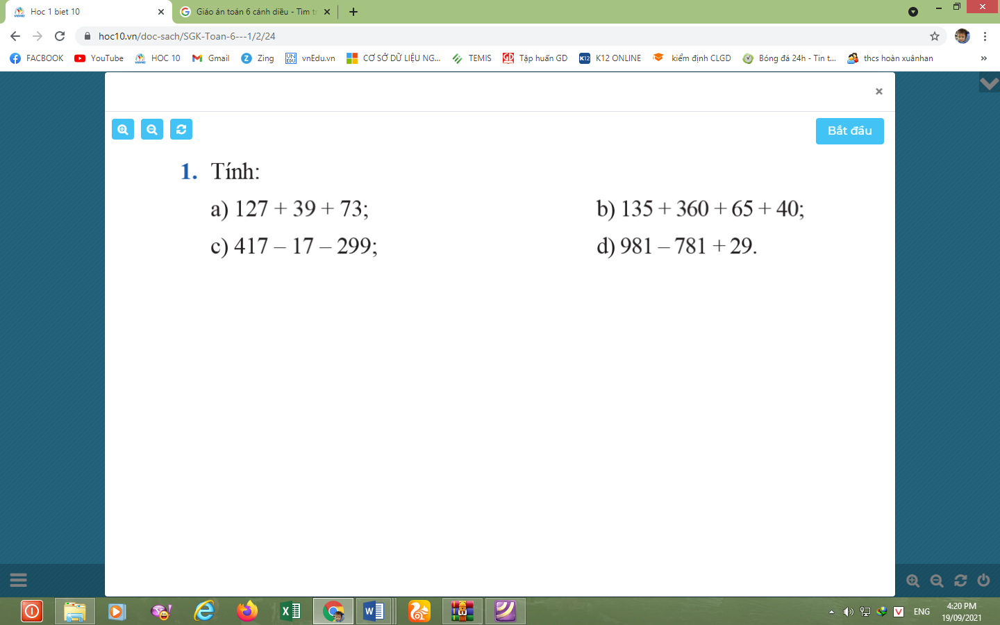 Hoc 1 biet 10
Giáo án toán 6 cánh diều - Tìm tr
hoc10.vn/doc-sach/SGK-Toan-6---1/2/24
FACBOOK YouTube HOC 10 Gmail Zing vnEdu.vn CƠ SỞ DỮ LIỆU NG... TEMIS Tập huấn GD K12 ONLINE kiểm định CLGD Bóng đá 24h - Tin t... thcs hoàn xuânhan »
Bắt đầu
1. Tính:
a) 127 + 39 + 73; b) 135 + 360 + 65 + 40;
c) 417 – 17 – 299; d) 981 – 781 + 29.
ENG
4:20 PM
19/09/2021